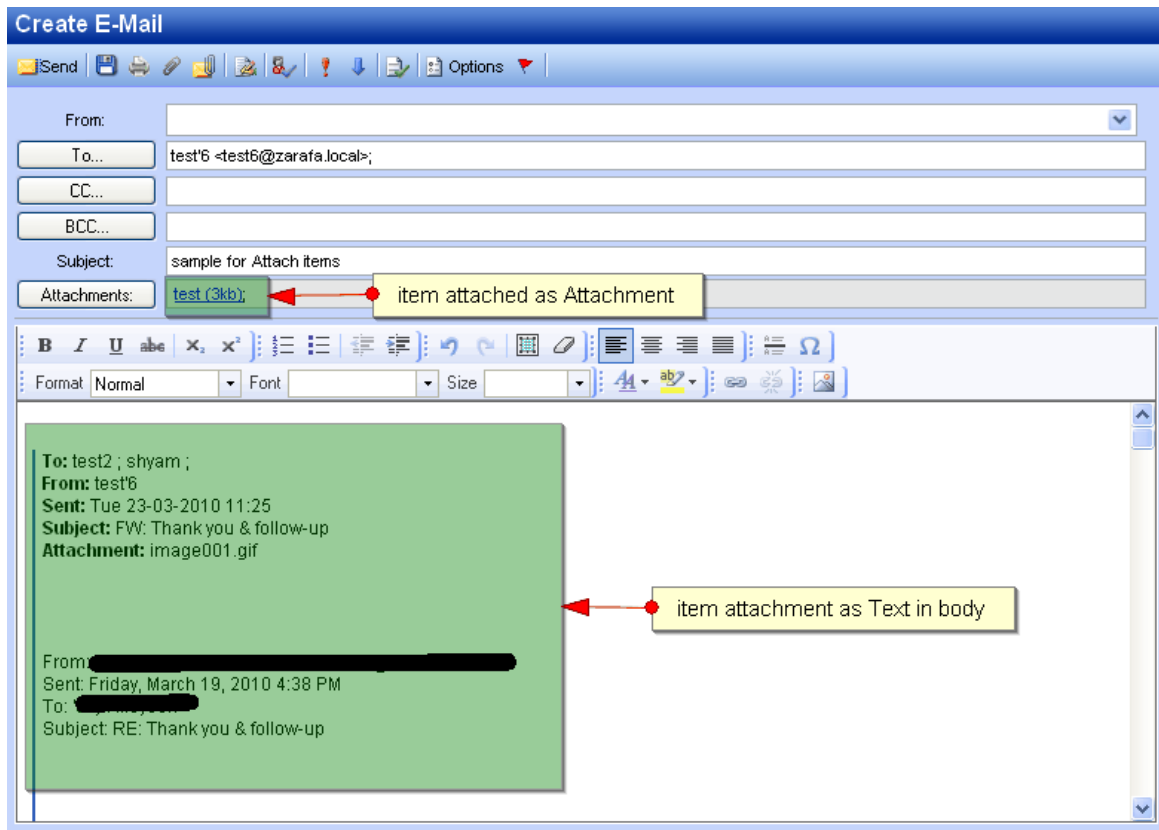 Create E-Mail
Send Options
From:
To... test'6 <test6@zarafa.local>;
CC...
BCC...
Subject: sample for Attach items
Attachments: test (3kb); item attached as Attachment
B I U abc x₂ x² Ω
Format Normal Font Size
To: test2 ; shyam ;
From: test'6
Sent: Tue 23-03-2010 11:25
Subject: FW: Thank you & follow-up
Attachment: image001.gif
item attachment as Text in body
From:
Sent: Friday, March 19, 2010 4:38 PM
To:
Subject: RE: Thank you & follow-up